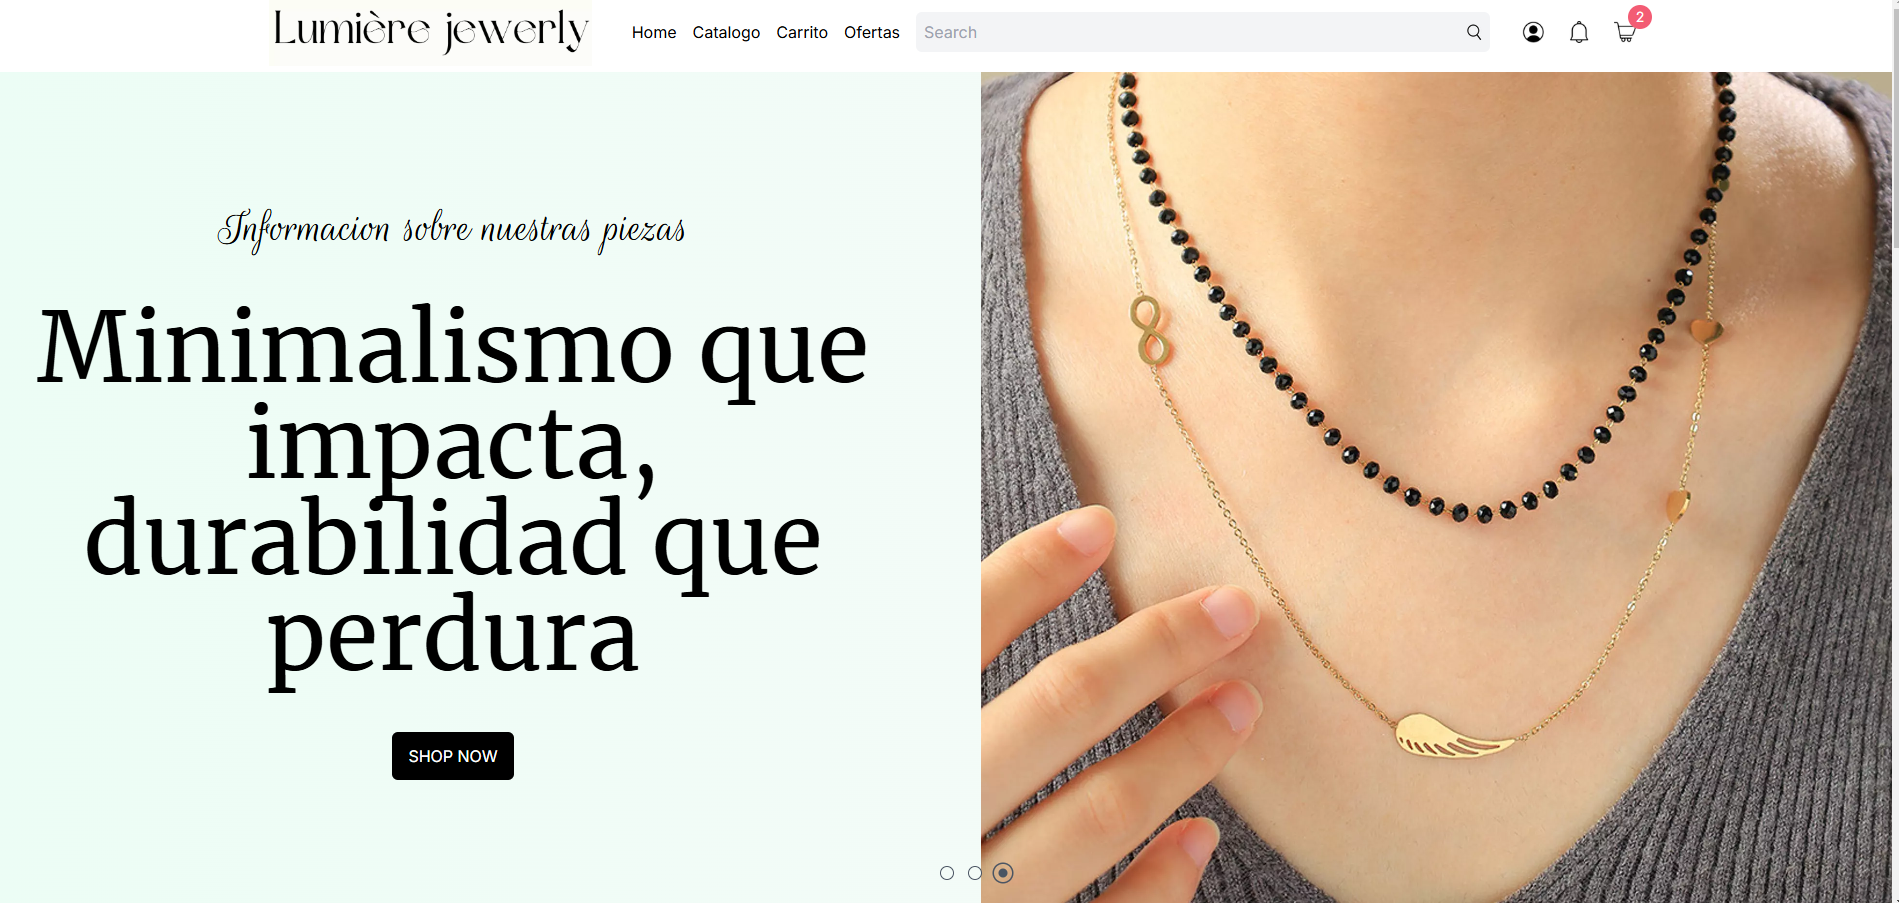 Lumière jewerly
Home Catalogo Carrito Ofertas Search 2
Informacion sobre nuestras piezas
Minimalismo que
impacta,
durabilidad que
perdura
SHOP NOW